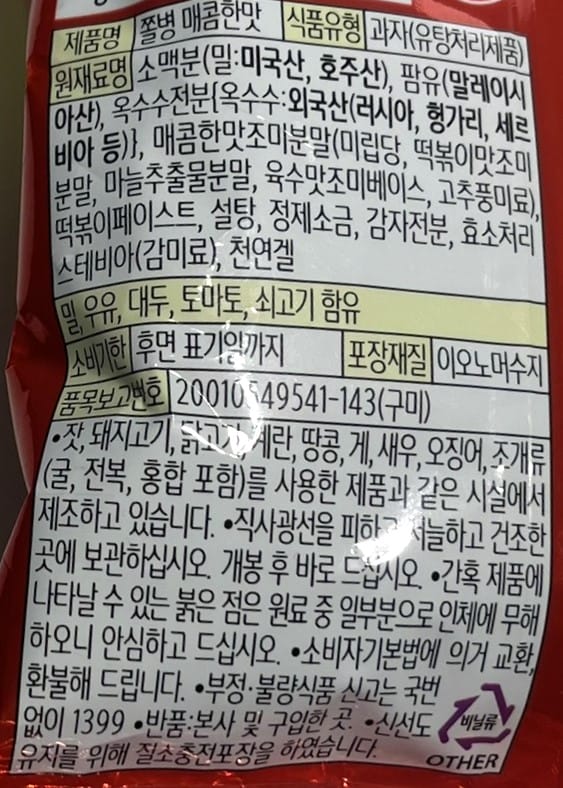 제품명 쫄병 매콤한맛 식품유형 과자(유탕처리제품)
원재료명 소맥분(밀:미국산, 호주산), 팜유(말레이시
아산), 옥수수전분{옥수수:외국산(러시아, 헝가리, 세르
비아 등)}, 매콤한맛조미분말(미립당, 떡볶이맛조미
분말, 마늘추출물분말, 육수맛조미베이스, 고추풍미료),
떡볶이페이스트, 설탕, 정제소금, 감자전분, 효소처리
스테비아(감미료), 천연겔
밀, 우유, 대두, 토마토, 쇠고기 함유
소비기한 후면 표기일까지 포장재질 이오노머수지
품목보고번호 20010549541-143(구미)
•잣, 돼지고기, 닭고기, 계란, 땅콩, 게, 새우, 오징어, 조개류
(굴, 전복, 홍합 포함)를 사용한 제품과 같은 시설에서
제조하고 있습니다. •직사광선을 피하고 서늘하고 건조한
곳에 보관하십시오. 개봉 후 바로 드십시오. •간혹 제품에
나타날 수 있는 붉은 점은 원료 중 일부분으로 인체에 무해
하오니 안심하고 드십시오. •소비자기본법에 의거 교환,
환불해 드립니다. •부정·불량식품 신고는 국번
없이 1399 •반품:본사 및 구입한 곳 •신선도
유지를 위해 질소충전포장을 하였습니다.
비닐류
OTHER